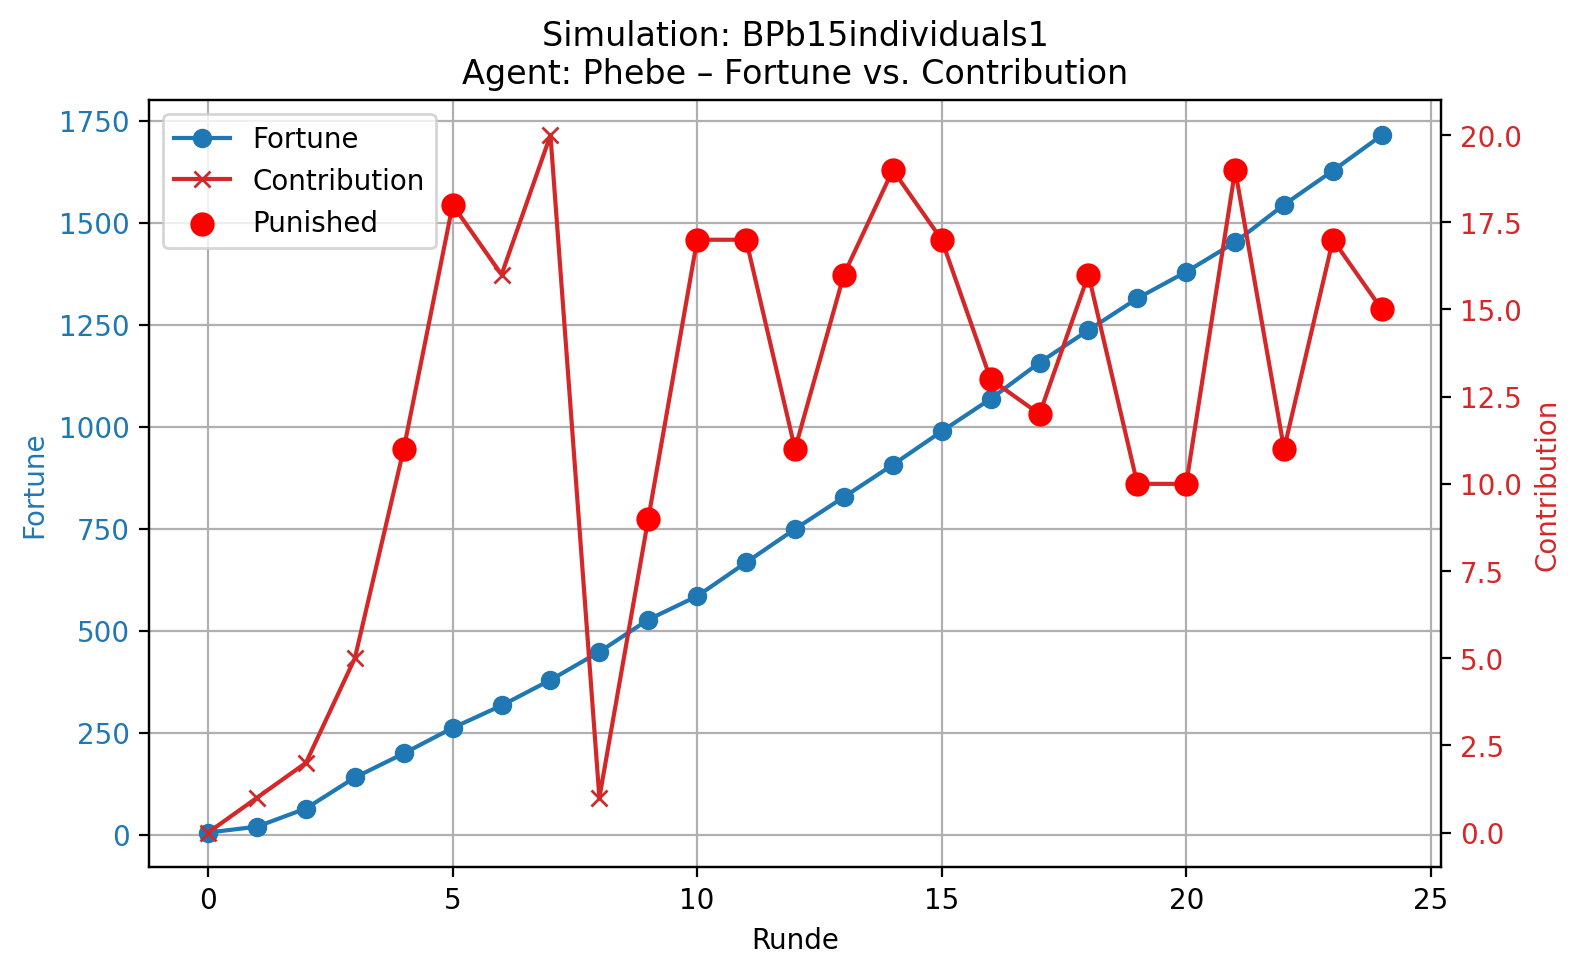 Simulation: BPb15individuals1
Agent: Phebe – Fortune vs. Contribution
Fortune
Contribution
Punished
1750
1500
1250
1000
750
500
250
0
Fortune
20.0
17.5
15.0
12.5
10.0
7.5
5.0
2.5
0.0
Contribution
0
5
10
15
20
25
Runde